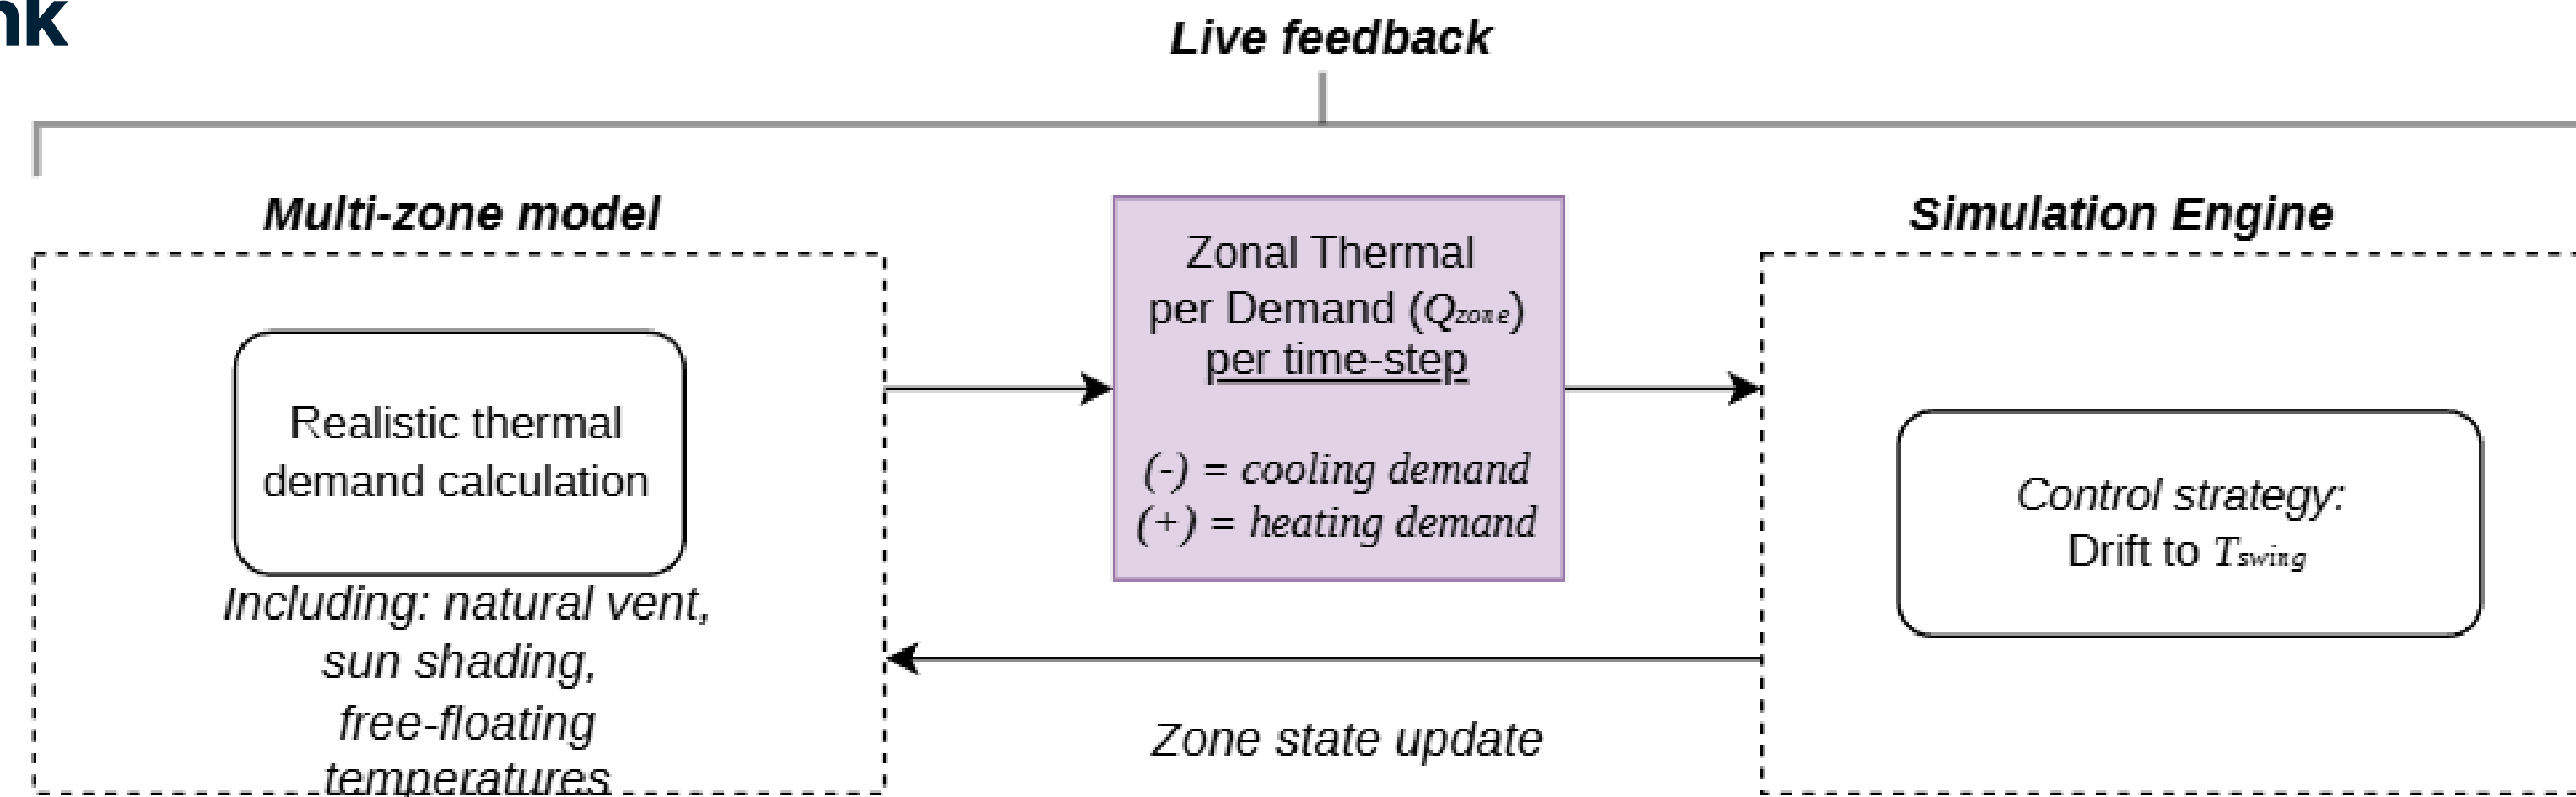 nk
Live feedback
Multi-zone model
Realistic thermal
demand calculation
Including: natural vent,
sun shading,
free-floating
temperatures
Zonal Thermal
per Demand (Qzone)
per time-step
(-) = cooling demand
(+) = heating demand
Zone state update
Simulation Engine
Control strategy:
Drift to Tswing